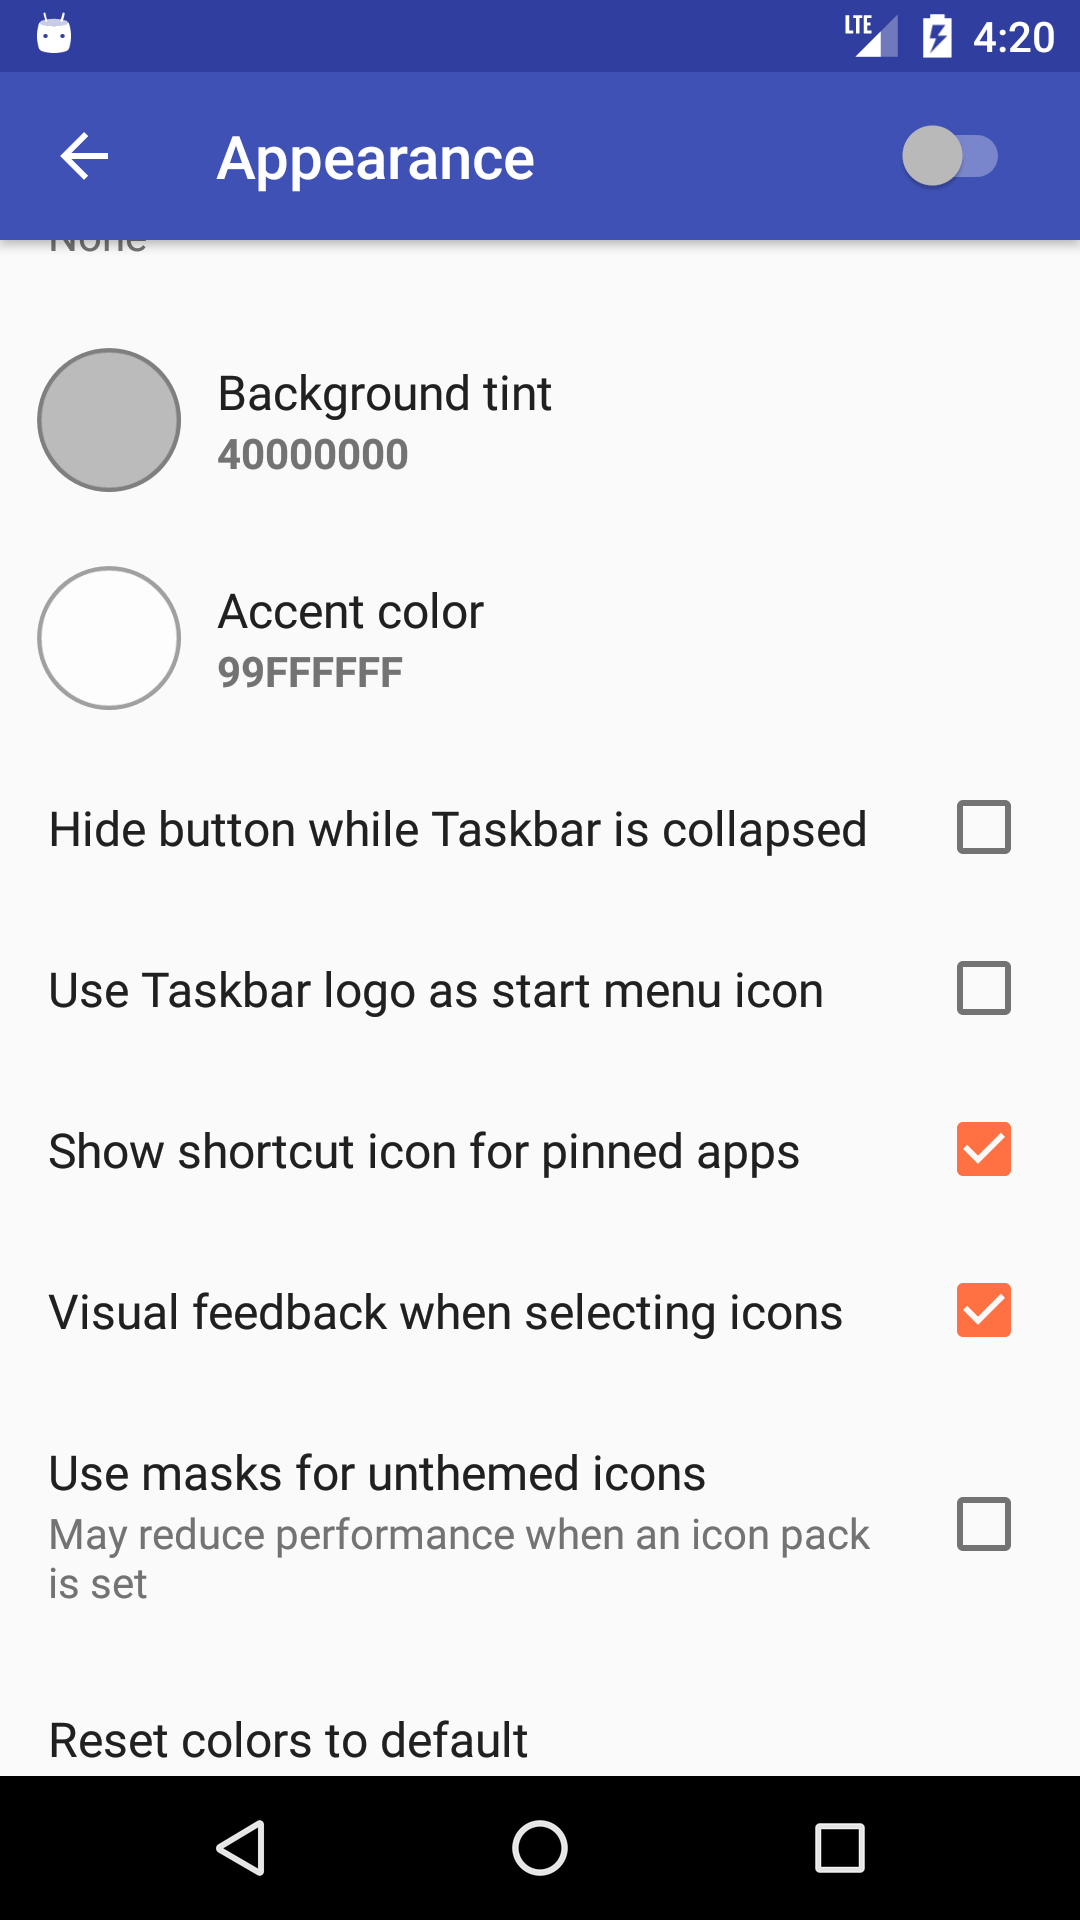 LTE 4:20
Appearance
None
Background tint
40000000
Accent color
99FFFFFF
Hide button while Taskbar is collapsed
Use Taskbar logo as start menu icon
Show shortcut icon for pinned apps
Visual feedback when selecting icons
Use masks for unthemed icons
May reduce performance when an icon pack
is set
Reset colors to default